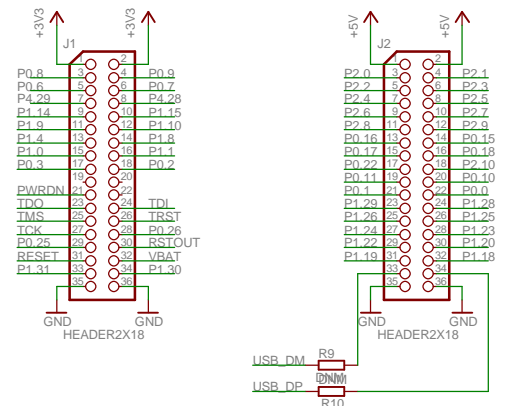 +3V3 +3V3
J1
1 2
P0.8 3 4 P0.9
P0.6 5 6 P0.7
P4.29 7 8 P4.28
P1.14 9 10 P1.15
P1.9 11 12 P1.10
P1.4 13 14 P1.8
P1.0 15 16 P1.1
P0.3 17 18 P0.2
19 20
PWRDN 21 22
TDO 23 24 TDI
TMS 25 26 TRST
TCK 27 28 P0.26
P0.25 29 30 RSTOUT
RESET 31 32 VBAT
P1.31 33 34 P1.30
35 36
GND GND
HEADER2X18
+5V +5V
J2
1 2
P2.0 3 4 P2.1
P2.2 5 6 P2.3
P2.4 7 8 P2.5
P2.6 9 10 P2.7
P2.8 11 12 P2.9
P0.16 13 14 P0.15
P0.17 15 16 P0.18
P0.22 17 18 P2.10
P0.11 19 20 P0.10
P0.1 21 22 P0.0
P1.29 23 24 P1.28
P1.26 25 26 P1.25
P1.24 27 28 P1.23
P1.22 29 30 P1.20
P1.19 31 32 P1.18
33 34
35 36
GND GND
HEADER2X18
R9
USB_DM
DNM
DNM
USB_DP
R10